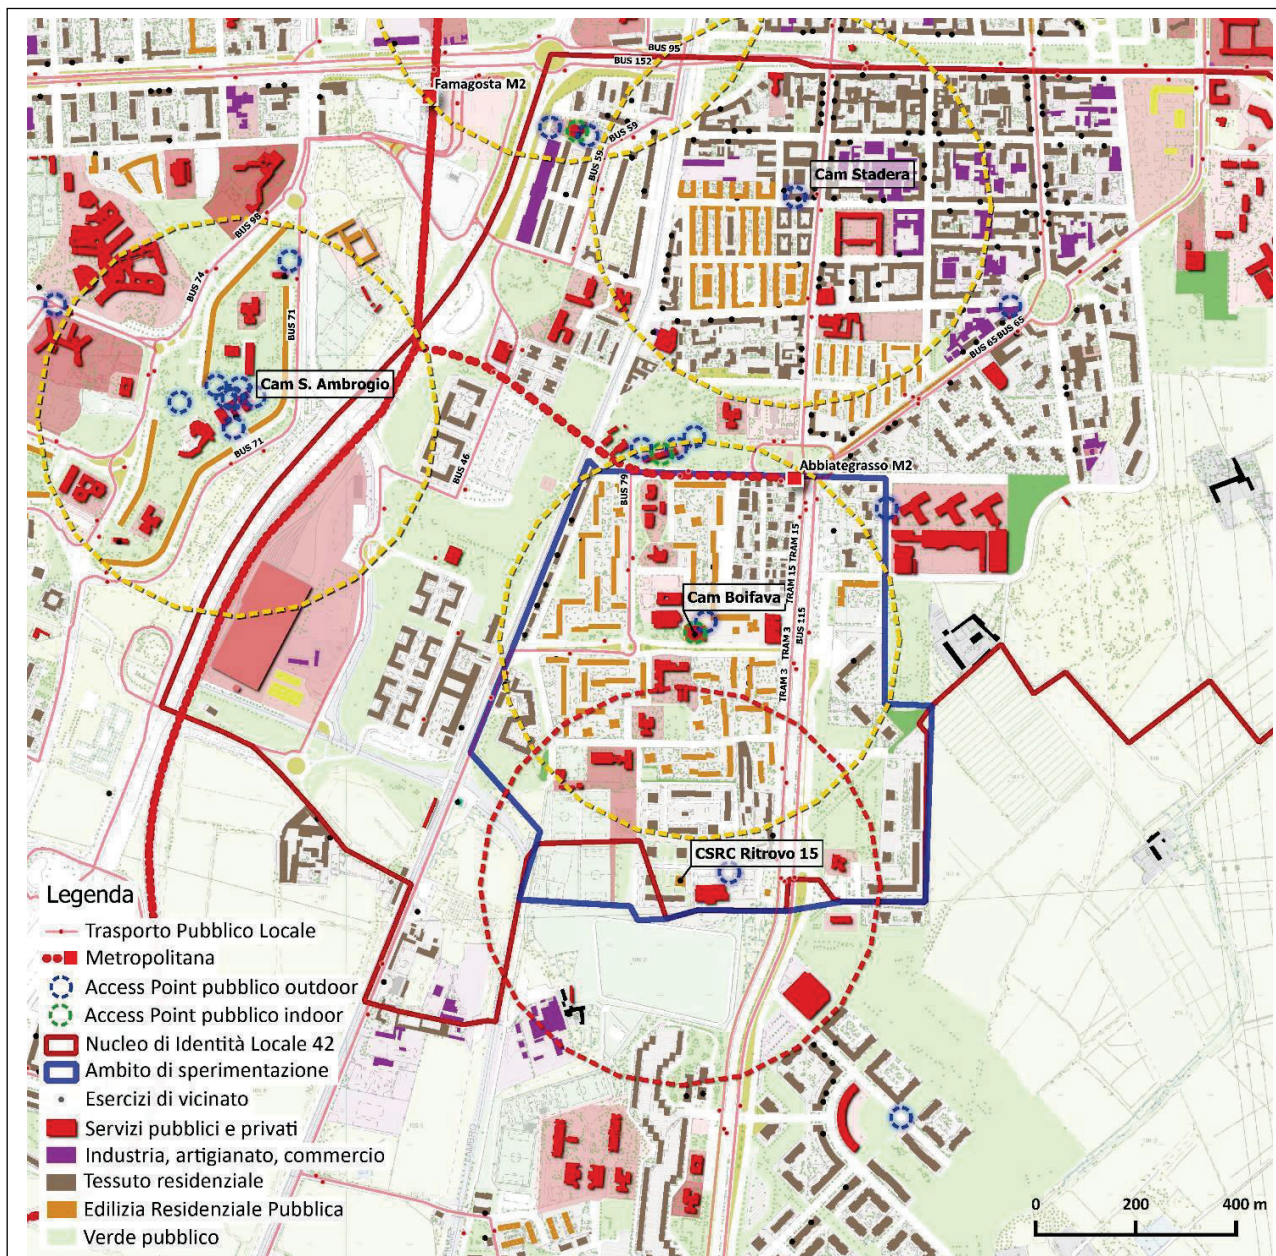 BUS 95
BUS 152
Famagosta M2
BUS 59
BUS 59
Cam Stadera
BUS 98
BUS 74
BUS 71
BUS 65
BUS 65
Cam S. Ambrogio
BUS 71
BUS 46
BUS 79
Abbiategrasso M2
TRAM 15
TRAM 15
Cam Boifava
BUS 115
TRAM 3
TRAM 3
CSRC Ritrovo 15
Legenda
Trasporto Pubblico Locale
Metropolitana
Access Point pubblico outdoor
Access Point pubblico indoor
Nucleo di Identità Locale 42
Ambito di sperimentazione
Esercizi di vicinato
Servizi pubblici e privati
Industria, artigianato, commercio
Tessuto residenziale
Edilizia Residenziale Pubblica
Verde pubblico
0 200 400 m